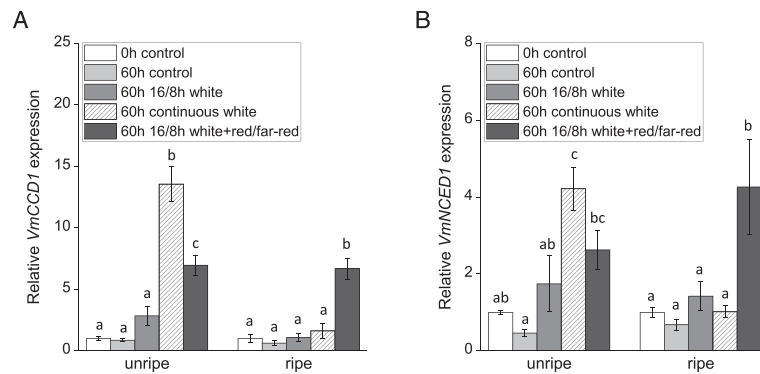 A
Relative VmCCD1 expression
25
20
15
10
5
0
0h control
60h control
60h 16/8h white
60h continuous white
60h 16/8h white+red/far-red
a
a
a
b
c
a
a
a
a
b
unripe
ripe
B
Relative VmNCED1 expression
8
6
4
2
0
0h control
60h control
60h 16/8h white
60h continuous white
60h 16/8h white+red/far-red
ab
a
ab
c
bc
a
a
a
a
b
unripe
ripe